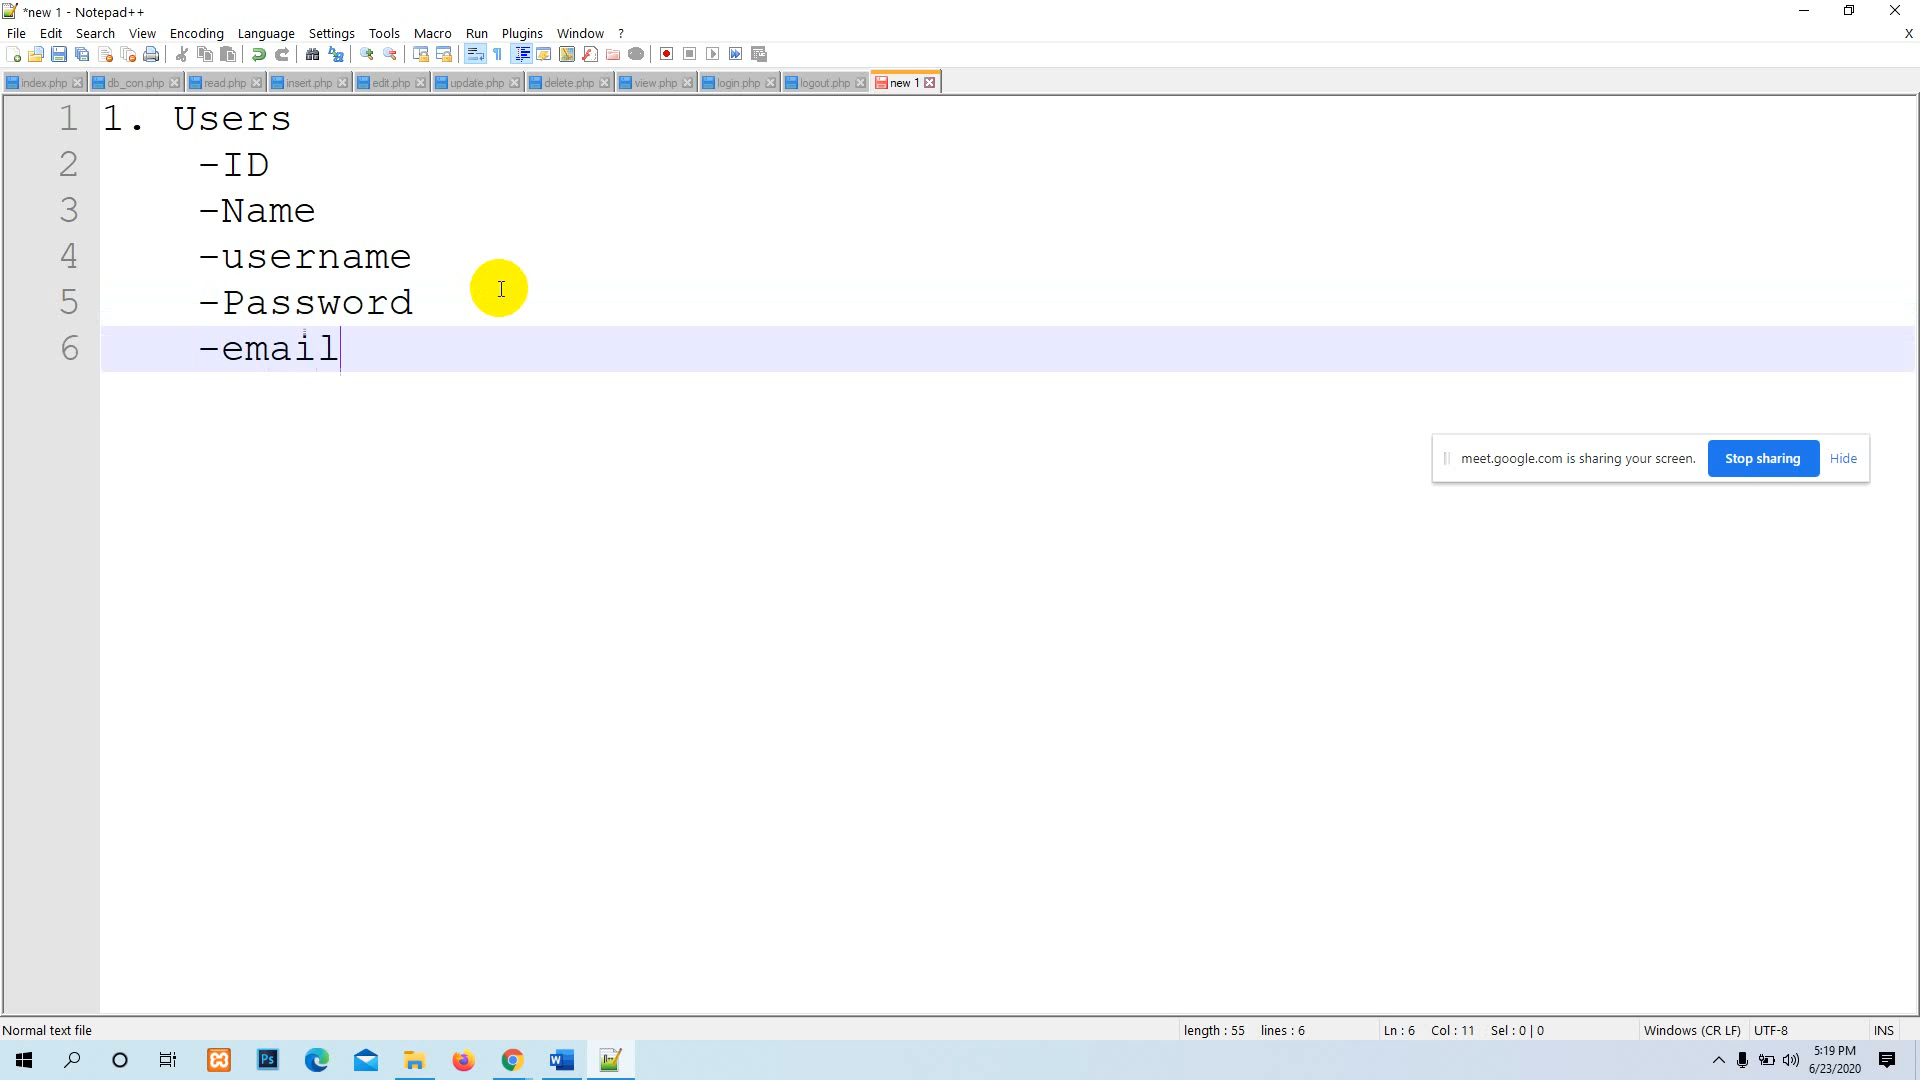 *new 1 - Notepad++
File Edit Search View Encoding Language Settings Tools Macro Run Plugins Window ? X
index.php db_con.php read.php insert.php edit.php update.php delete.php view.php login.php logout.php new 1
1 1. Users
2 -ID
3 -Name
4 -username
5 -Password
6 -email
meet.google.com is sharing your screen. Stop sharing Hide
Normal text file length : 55 lines : 6 Ln : 6 Col : 11 Sel : 0 | 0 Windows (CR LF) UTF-8 INS
Ps W 5:19 PM
6/23/2020